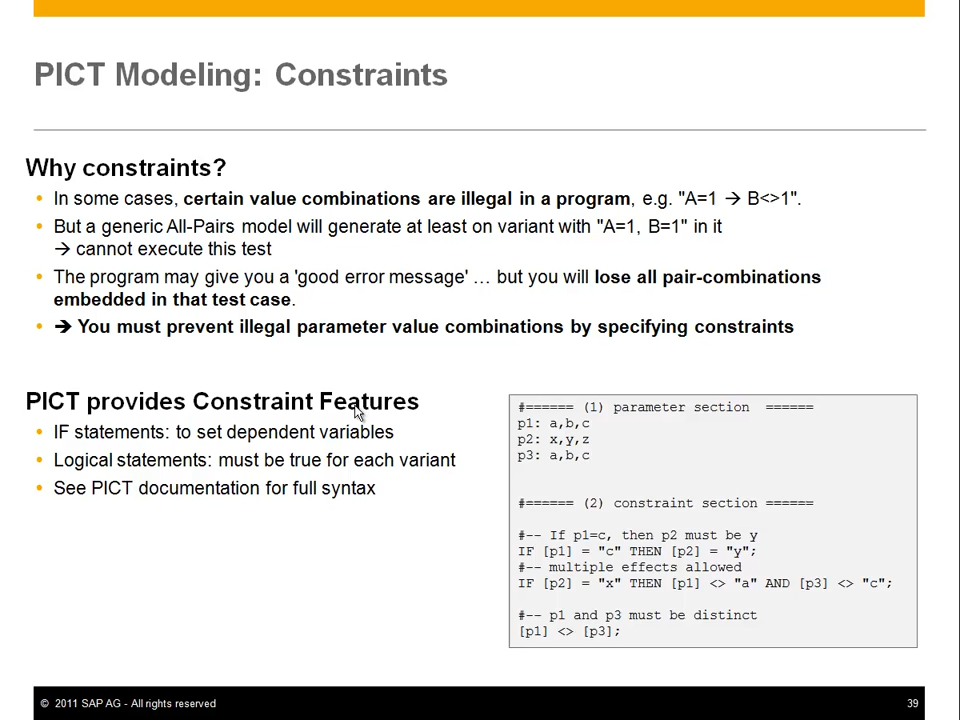 PICT Modeling: Constraints
Why constraints?
• In some cases, certain value combinations are illegal in a program, e.g. "A=1 → B<>1".
• But a generic All-Pairs model will generate at least on variant with "A=1, B=1" in it
→ cannot execute this test
• The program may give you a 'good error message' … but you will lose all pair-combinations
embedded in that test case.
• ➔ You must prevent illegal parameter value combinations by specifying constraints
PICT provides Constraint Features
• IF statements: to set dependent variables
• Logical statements: must be true for each variant
• See PICT documentation for full syntax
#====== (1) parameter section ======
p1: a,b,c
p2: x,y,z
p3: a,b,c
#====== (2) constraint section ======
#-- If p1=c, then p2 must be y
IF [p1] = "c" THEN [p2] = "y";
#-- multiple effects allowed
IF [p2] = "x" THEN [p1] <> "a" AND [p3] <> "c";
#-- p1 and p3 must be distinct
[p1] <> [p3];
© 2011 SAP AG - All rights reserved
39